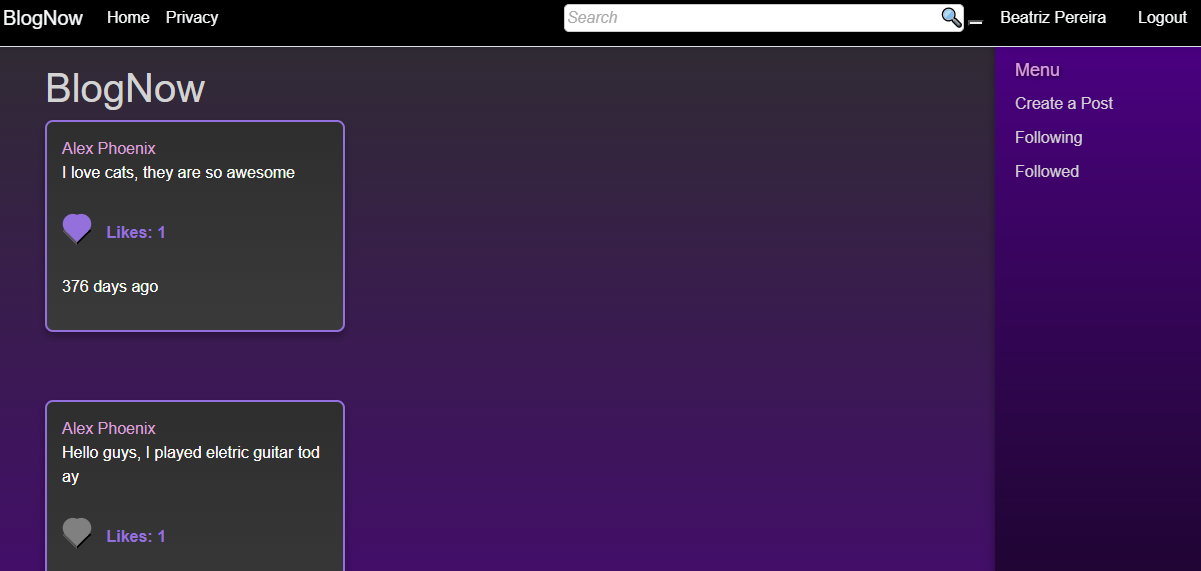 BlogNow Home Privacy Search Beatriz Pereira Logout
BlogNow
Alex Phoenix
I love cats, they are so awesome
Likes: 1
376 days ago
Alex Phoenix
Hello guys, I played eletric guitar tod
ay
Likes: 1
Menu
Create a Post
Following
Followed